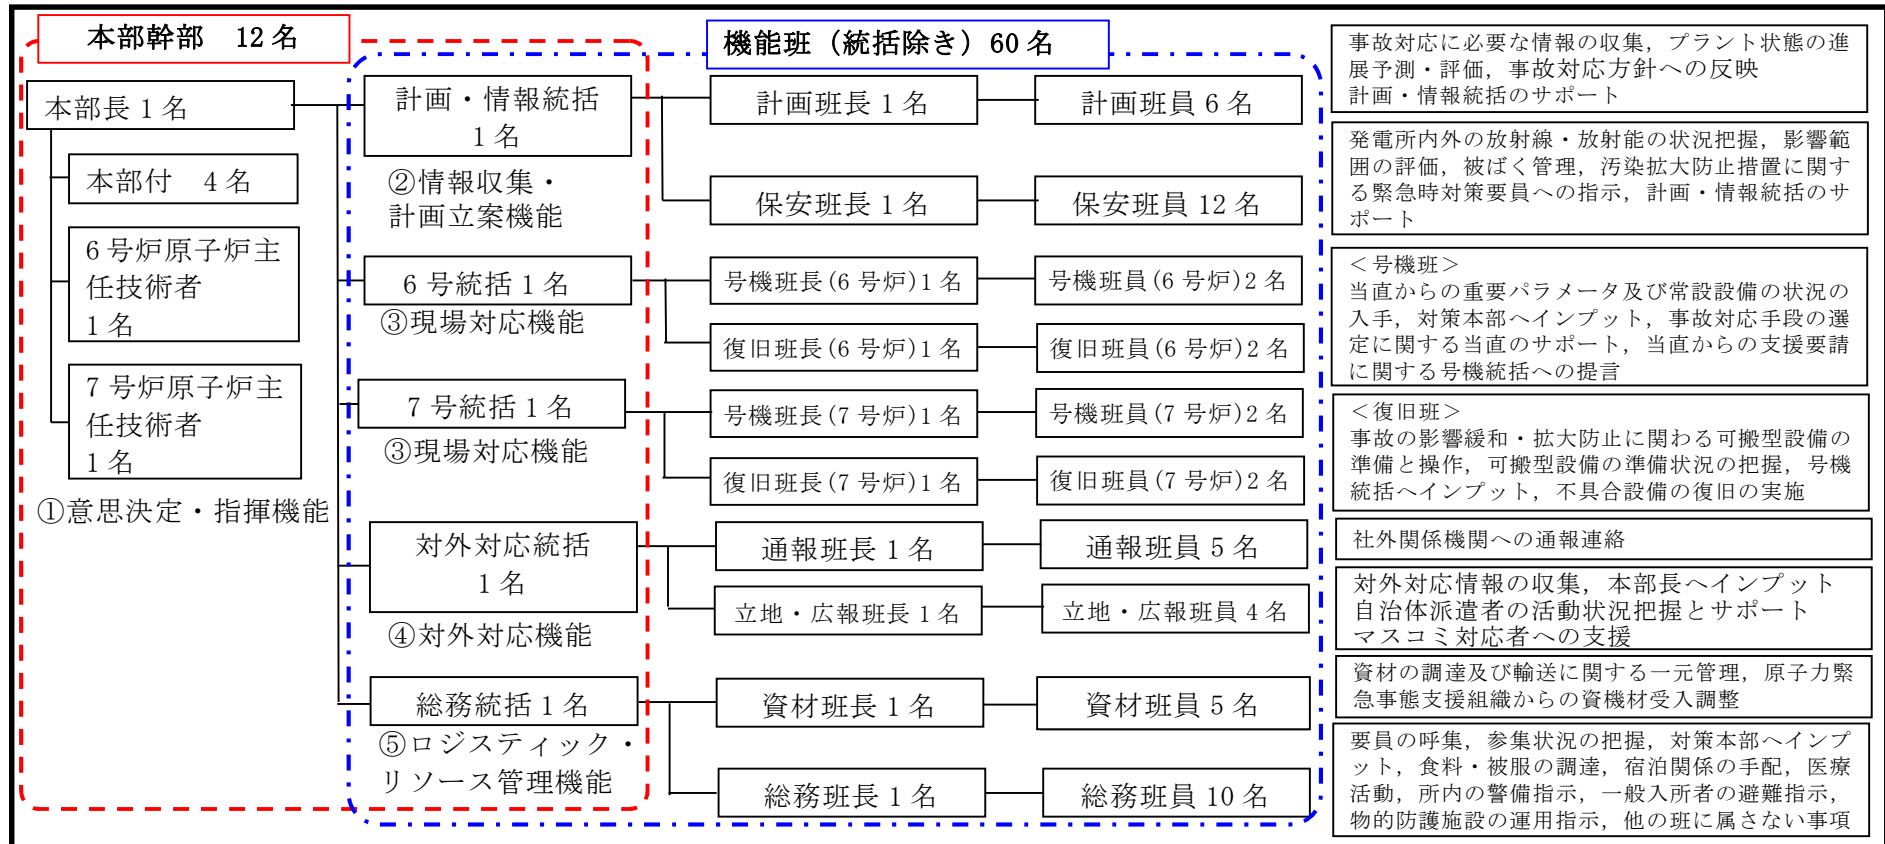 本部幹部　12名
機能班（統括除き）60名
本部長1名
本部付　4名
6号炉原子炉主
任技術者
1名
7号炉原子炉主
任技術者
1名
①意思決定・指揮機能
計画・情報統括
1名
②情報収集・
計画立案機能
計画班長1名
計画班員6名
保安班長1名
保安班員12名
6号統括1名
③現場対応機能
号機班長(6号炉)1名
号機班員(6号炉)2名
復旧班長(6号炉)1名
復旧班員(6号炉)2名
7号統括1名
③現場対応機能
号機班長(7号炉)1名
号機班員(7号炉)2名
復旧班長(7号炉)1名
復旧班員(7号炉)2名
対外対応統括
1名
④対外対応機能
通報班長1名
通報班員5名
立地・広報班長1名
立地・広報班員4名
総務統括1名
⑤ロジスティック・
リソース管理機能
資材班長1名
資材班員5名
総務班長1名
総務班員10名
事故対応に必要な情報の収集，プラント状態の進
展予測・評価，事故対応方針への反映
計画・情報統括のサポート
発電所内外の放射線・放射能の状況把握，影響範
囲の評価，被ばく管理，汚染拡大防止措置に関す
る緊急時対策要員への指示，計画・情報統括のサ
ポート
＜号機班＞
当直からの重要パラメータ及び常設設備の状況の
入手，対策本部へインプット，事故対応手段の選
定に関する当直のサポート，当直からの支援要請
に関する号機統括への提言
＜復旧班＞
事故の影響緩和・拡大防止に関わる可搬型設備の
準備と操作，可搬型設備の準備状況の把握，号機
統括へインプット，不具合設備の復旧の実施
社外関係機関への通報連絡
対外対応情報の収集，本部長へインプット
自治体派遣者の活動状況把握とサポート
マスコミ対応者への支援
資材の調達及び輸送に関する一元管理，原子力緊
急事態支援組織からの資機材受入調整
要員の呼集，参集状況の把握，対策本部へインプ
ット，食料・被服の調達，宿泊関係の手配，医療
活動，所内の警備指示，一般入所者の避難指示，
物的防護施設の運用指示，他の班に属さない事項